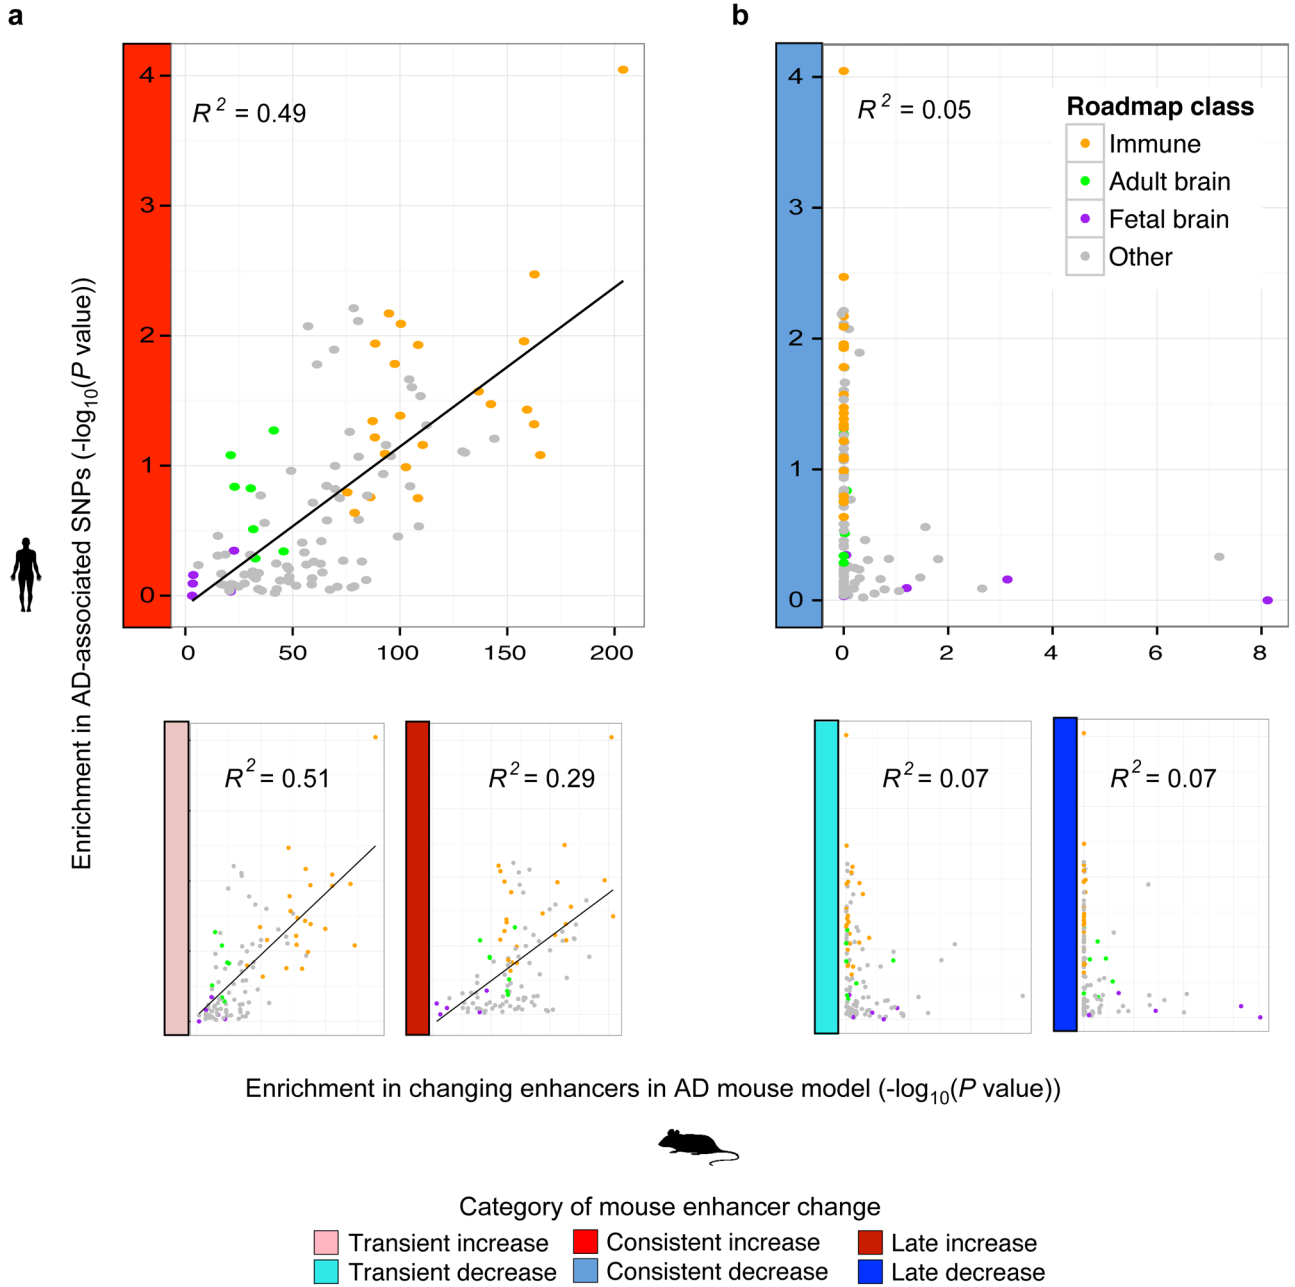 a
b
4
3
2
1
0
R² = 0.49
0
50
100
150
200
4
3
2
1
0
R² = 0.05
Roadmap class
Immune
Adult brain
Fetal brain
Other
0
2
4
6
8
Enrichment in AD-associated SNPs (-log₁₀(P value))
R² = 0.51
R² = 0.29
R² = 0.07
R² = 0.07
Enrichment in changing enhancers in AD mouse model (-log₁₀(P value))
Category of mouse enhancer change
Transient increase
Consistent increase
Late increase
Transient decrease
Consistent decrease
Late decrease